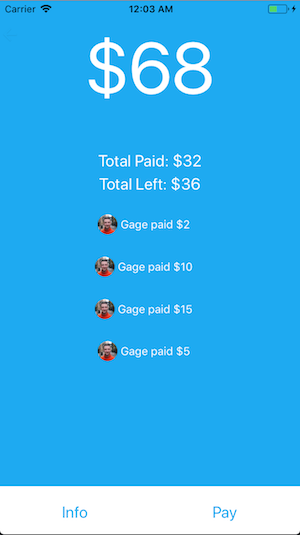 Carrier 12:03 AM
$68
Total Paid: $32
Total Left: $36
Gage paid $2
Gage paid $10
Gage paid $15
Gage paid $5
Info Pay